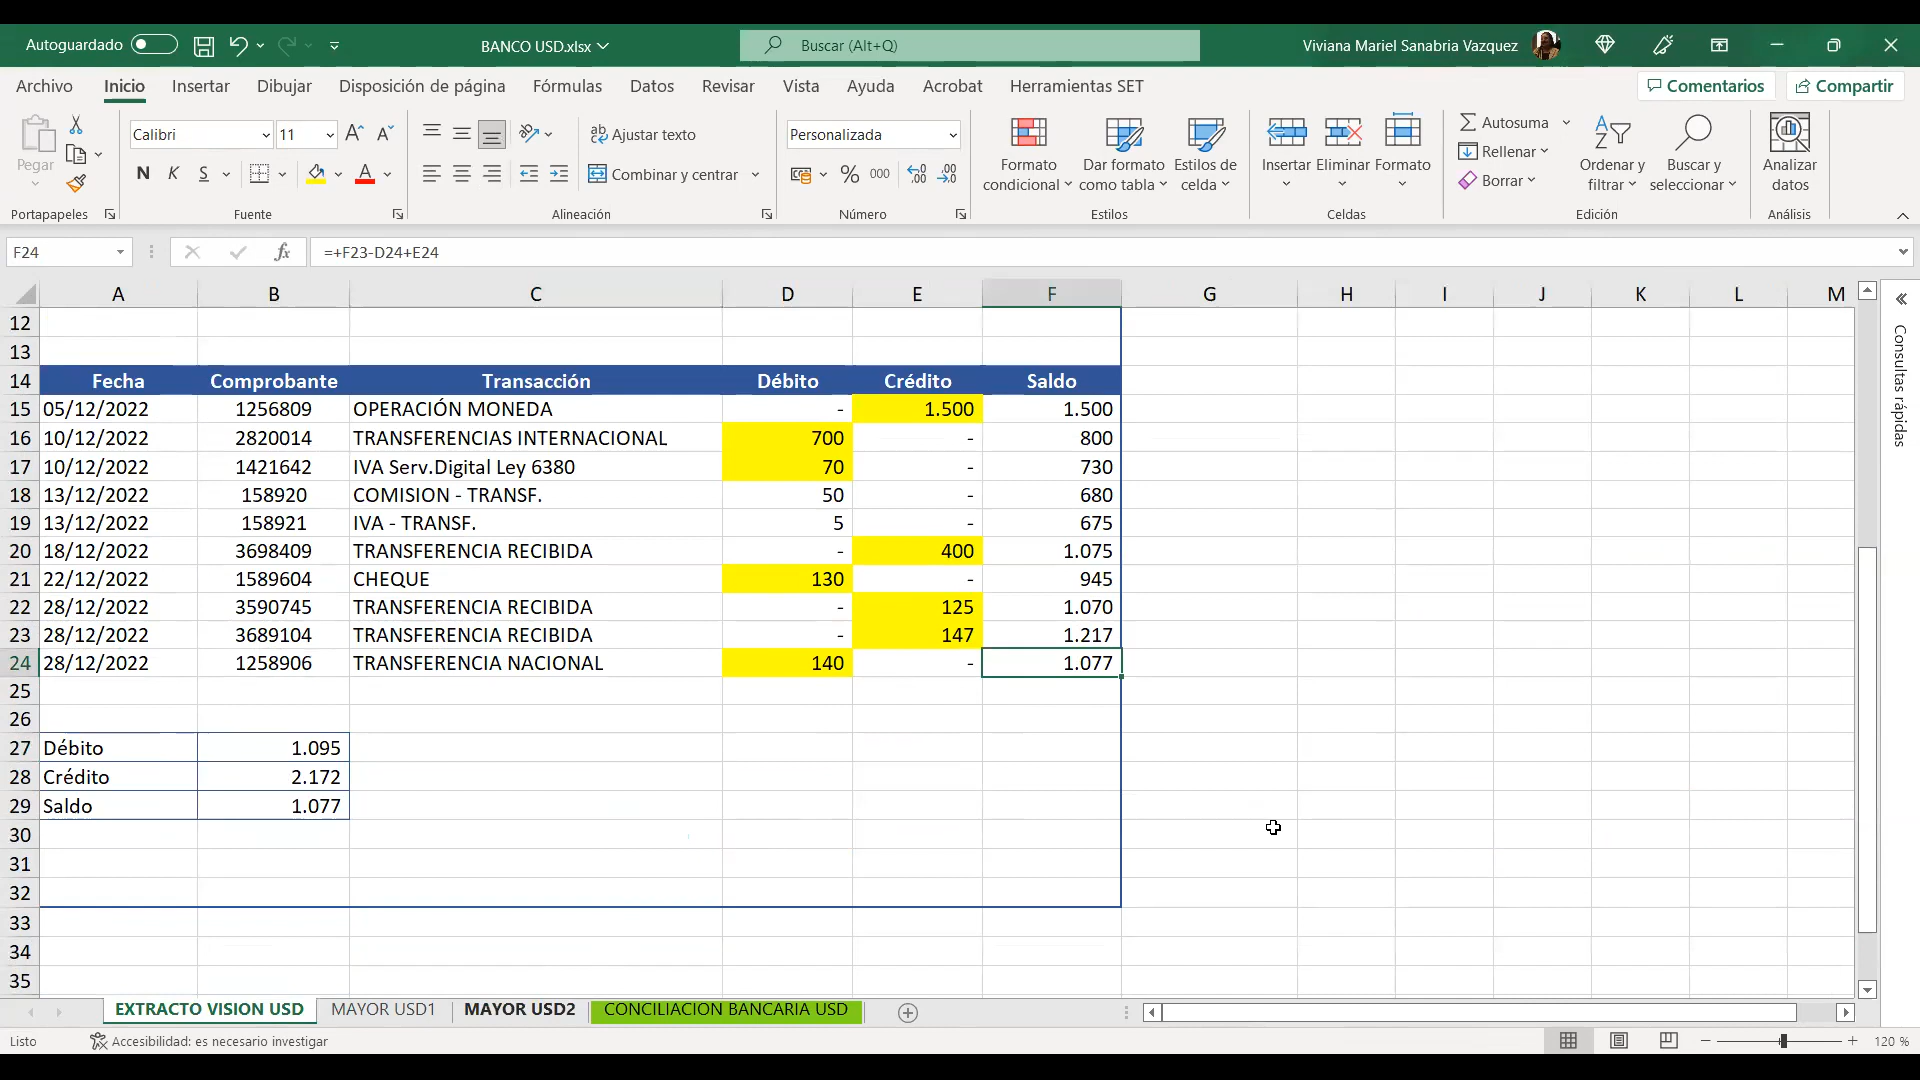 Autoguardado BANCO USD.xlsx Buscar (Alt+Q) Viviana Mariel Sanabria Vazquez
Archivo Inicio Insertar Dibujar Disposición de página Fórmulas Datos Revisar Vista Ayuda Acrobat Herramientas SET Comentarios Compartir
Pegar
Calibri 11
N K S
Ajustar texto
Combinar y centrar
Personalizada
% 000
Formato condicional
Dar formato como tabla
Estilos de celda
Insertar Eliminar Formato
Autosuma
Rellenar
Borrar
Ordenar y filtrar
Buscar y seleccionar
Analizar datos
Portapapeles Fuente Alineación Número Estilos Celdas Edición Análisis
F24 fx =+F23-D24+E24
A B C D E F G H I J K L M
Consultas rápidas
12
13
14 Fecha Comprobante Transacción Débito Crédito Saldo
15 05/12/2022 1256809 OPERACIÓN MONEDA - 1.500 1.500
16 10/12/2022 2820014 TRANSFERENCIAS INTERNACIONAL 700 - 800
17 10/12/2022 1421642 IVA Serv.Digital Ley 6380 70 - 730
18 13/12/2022 158920 COMISION - TRANSF. 50 - 680
19 13/12/2022 158921 IVA - TRANSF. 5 - 675
20 18/12/2022 3698409 TRANSFERENCIA RECIBIDA - 400 1.075
21 22/12/2022 1589604 CHEQUE 130 - 945
22 28/12/2022 3590745 TRANSFERENCIA RECIBIDA - 125 1.070
23 28/12/2022 3689104 TRANSFERENCIA RECIBIDA - 147 1.217
24 28/12/2022 1258906 TRANSFERENCIA NACIONAL 140 - 1.077
25
26
27 Débito 1.095
28 Crédito 2.172
29 Saldo 1.077
30
31
32
33
34
35
EXTRACTO VISION USD MAYOR USD1 MAYOR USD2 CONCILIACION BANCARIA USD
Listo Accesibilidad: es necesario investigar 120 %